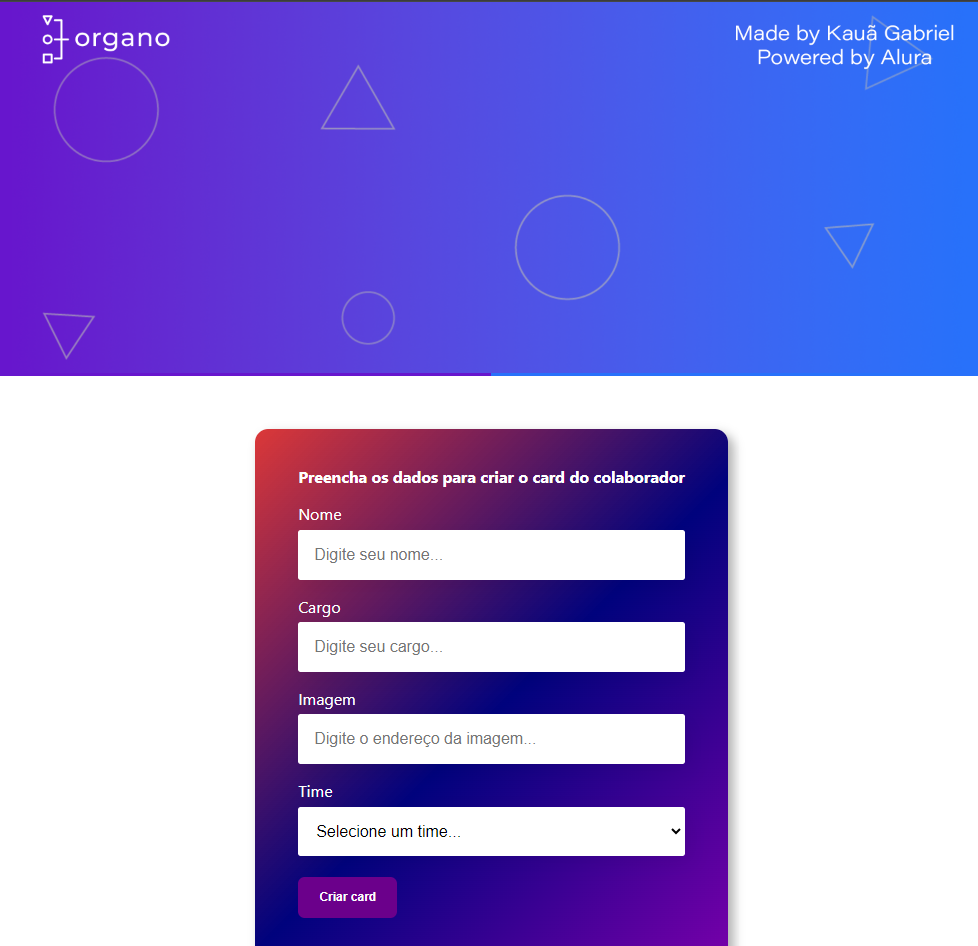 organo
Made by Kauã Gabriel
Powered by Alura
Preencha os dados para criar o card do colaborador
Nome
Digite seu nome...
Cargo
Digite seu cargo...
Imagem
Digite o endereço da imagem...
Time
Selecione um time...
Criar card